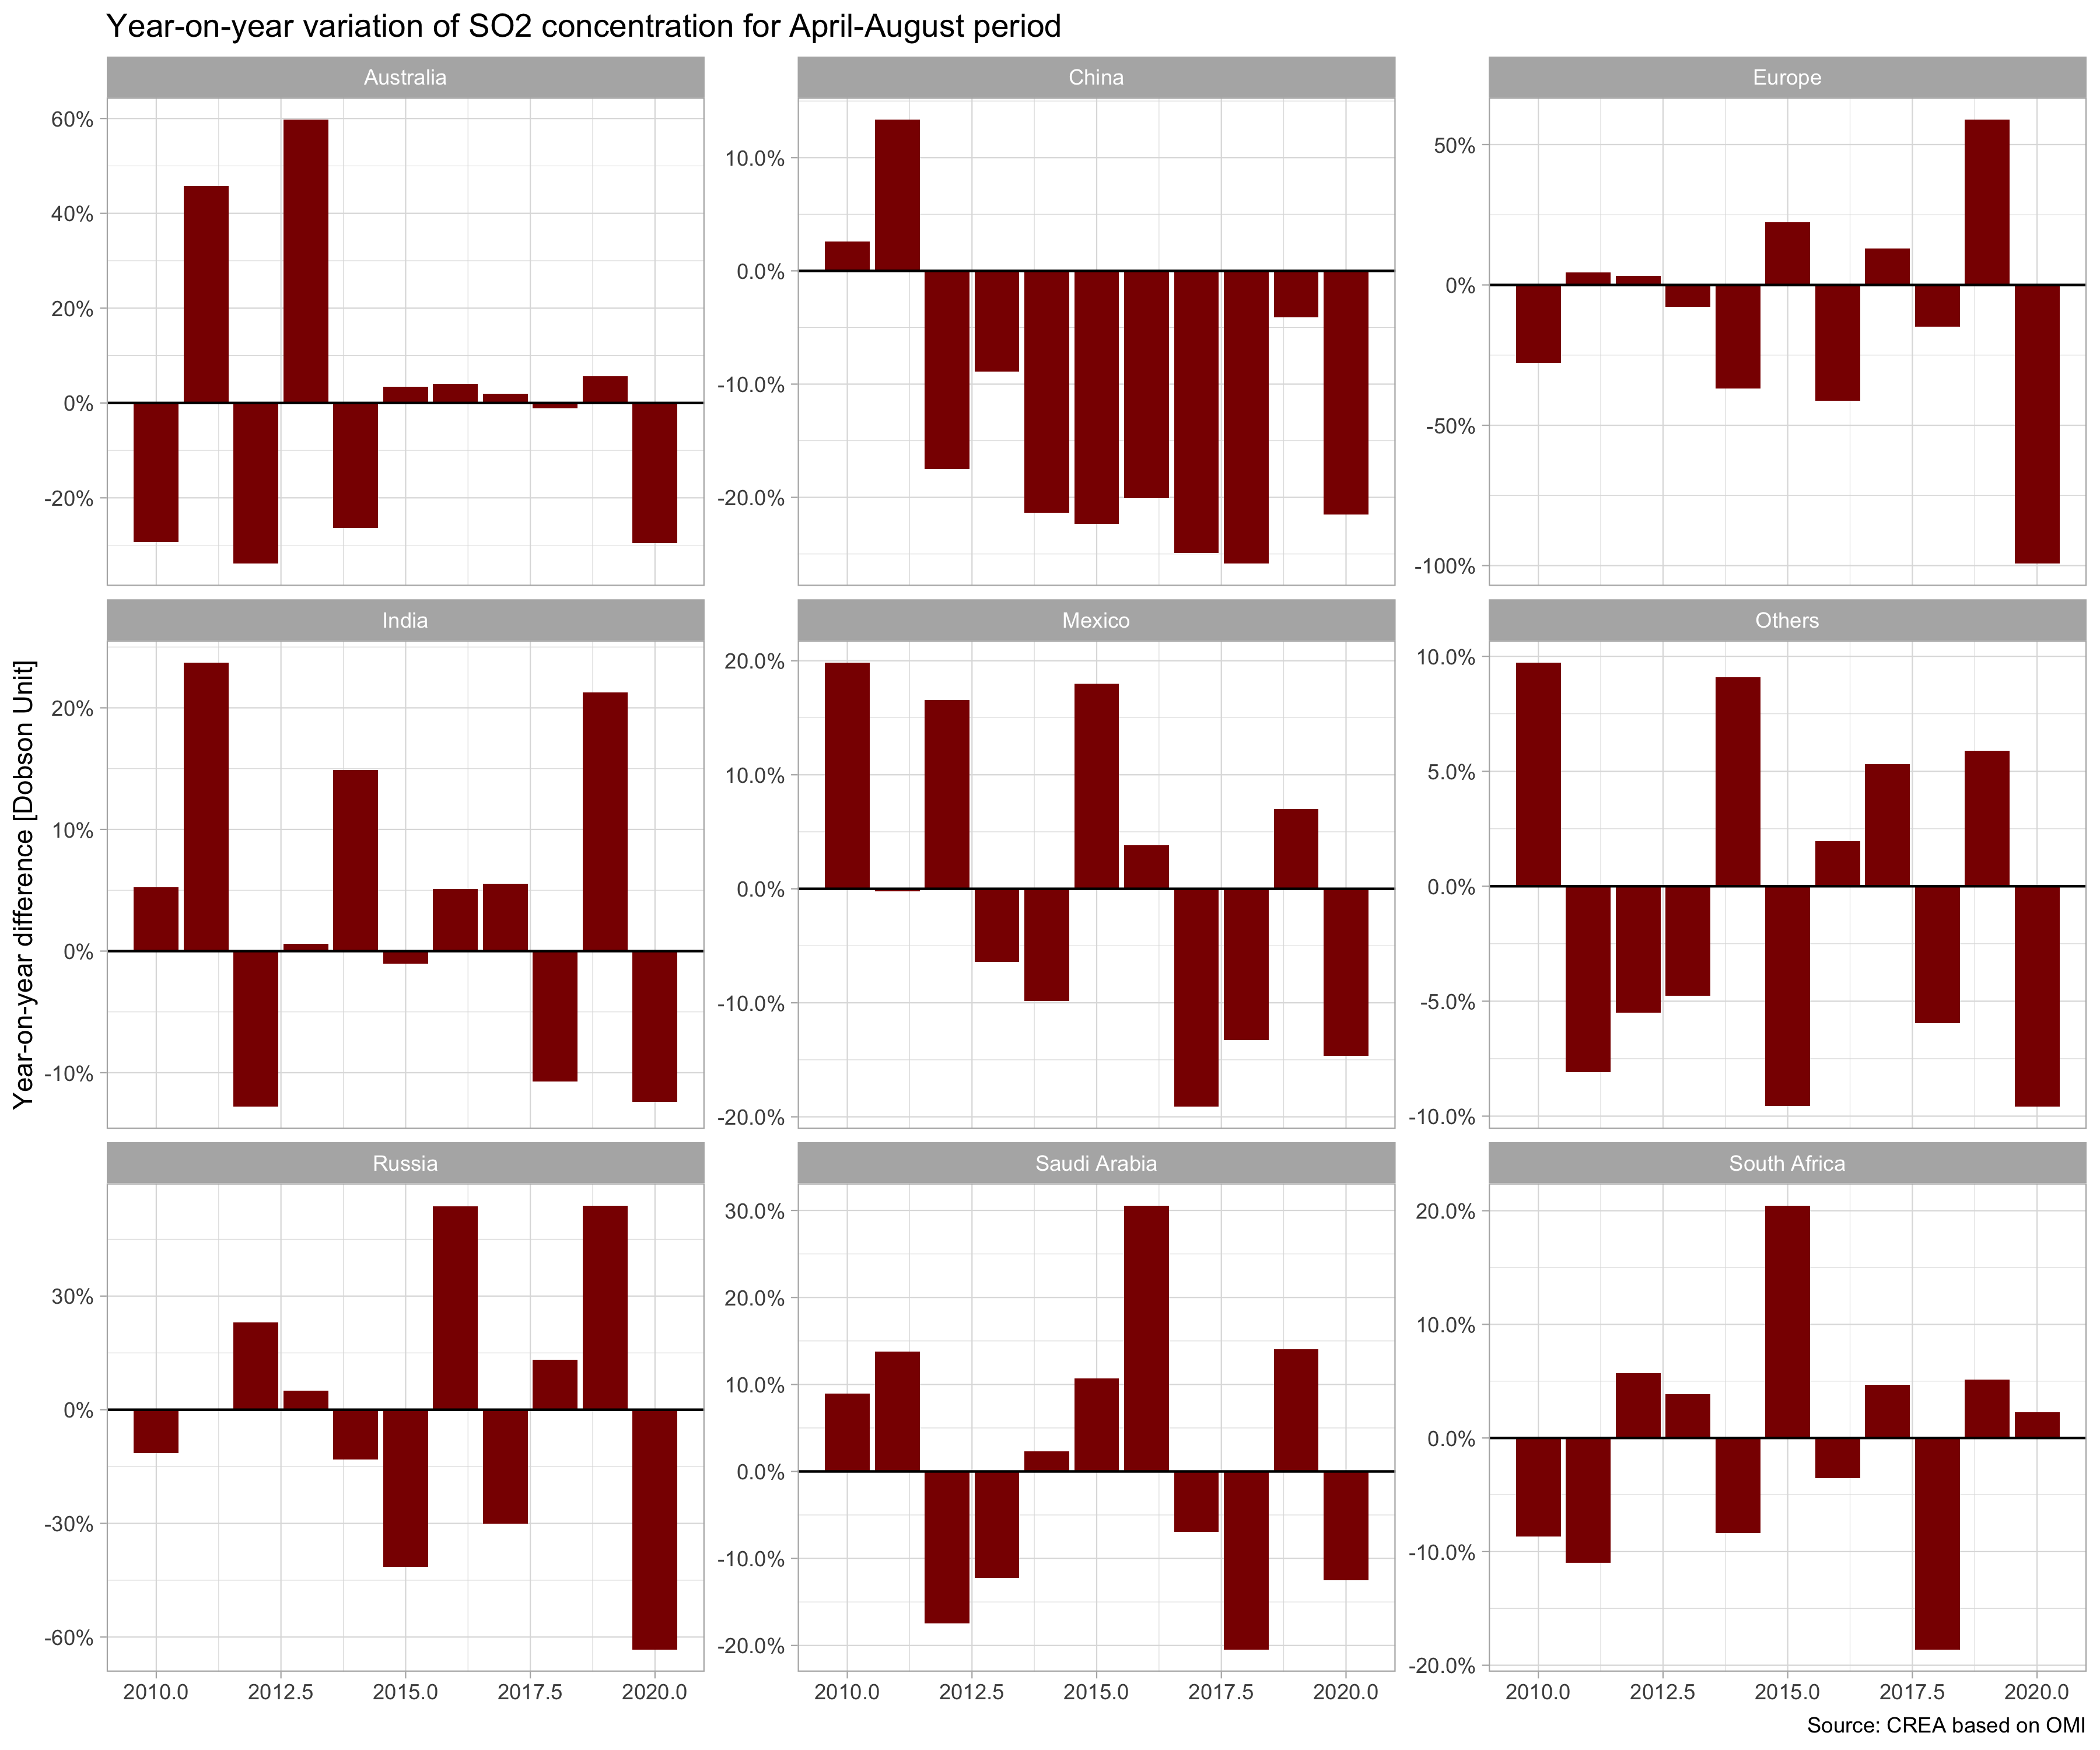 Year-on-year variation of SO2 concentration for April-August period
Australia
China
Europe
60%
40%
20%
0%
-20%
10.0%
0.0%
-10.0%
-20.0%
50%
0%
-50%
-100%
India
Mexico
Others
20%
10%
0%
-10%
20.0%
10.0%
0.0%
-10.0%
-20.0%
10.0%
5.0%
0.0%
-5.0%
-10.0%
Year-on-year difference [Dobson Unit]
Russia
Saudi Arabia
South Africa
30%
0%
-30%
-60%
30.0%
20.0%
10.0%
0.0%
-10.0%
-20.0%
20.0%
10.0%
0.0%
-10.0%
-20.0%
2010.0 2012.5 2015.0 2017.5 2020.0
2010.0 2012.5 2015.0 2017.5 2020.0
2010.0 2012.5 2015.0 2017.5 2020.0
Source: CREA based on OMI